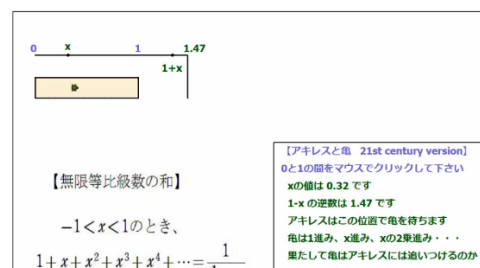 0 x 1 1.47
1+x
【アキレスと亀 21st century version】
0と1の間をマウスでクリックして下さい
xの値は 0.32 です
1-x の逆数は 1.47 です
アキレスはこの位置で亀を待ちます
亀は1進み、x進み、xの2乗進み・・・
果たして亀はアキレスには追いつけるのか
【無限等比級数の和】
-1<x<1のとき、
1+x+x²+x³+x⁴+⋯=1